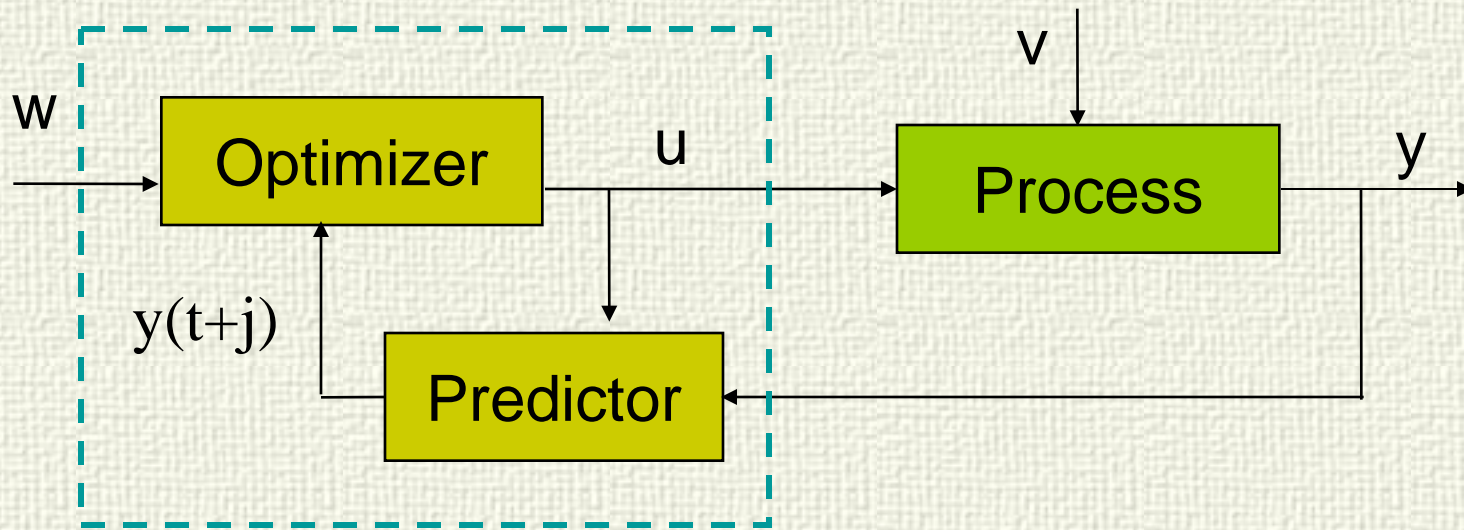 v
w
Optimizer
u
y
Process
y(t+j)
Predictor